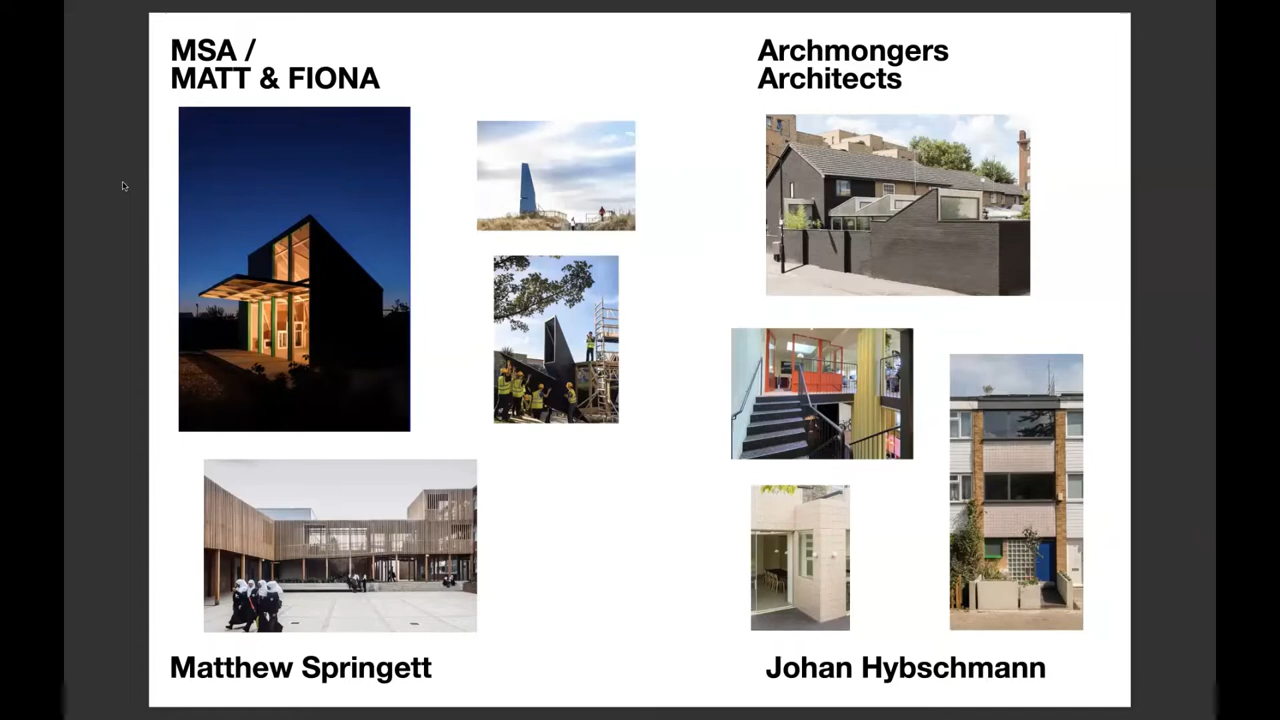 MSA /
MATT & FIONA
Archmongers
Architects
Matthew Springett
Johan Hybschmann